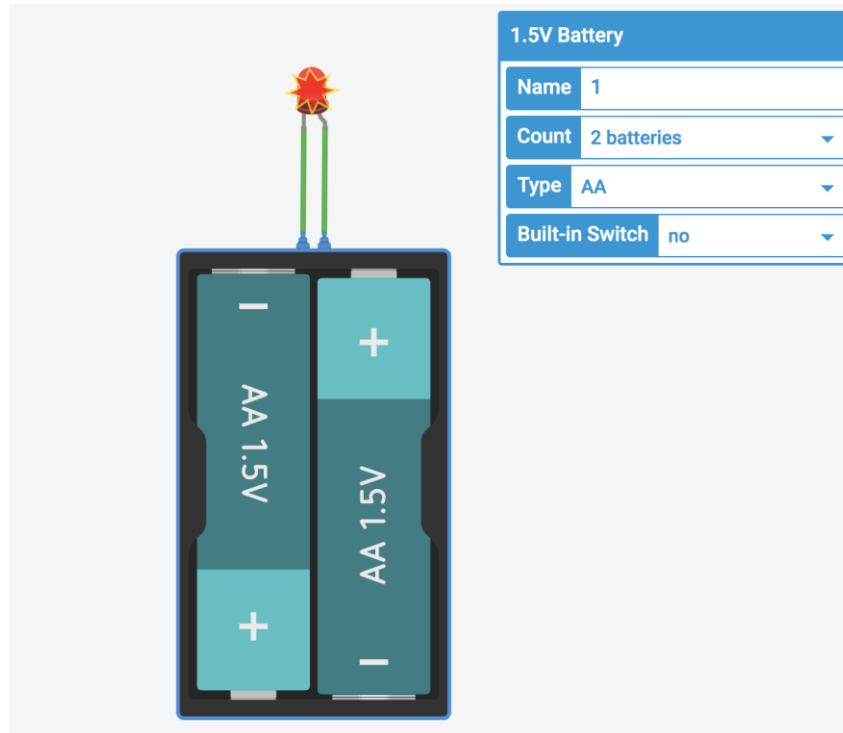 1.5V Battery
Name 1
Count 2 batteries
Type AA
Built-in Switch no
− +
AA 1.5V
AA 1.5V
+ −